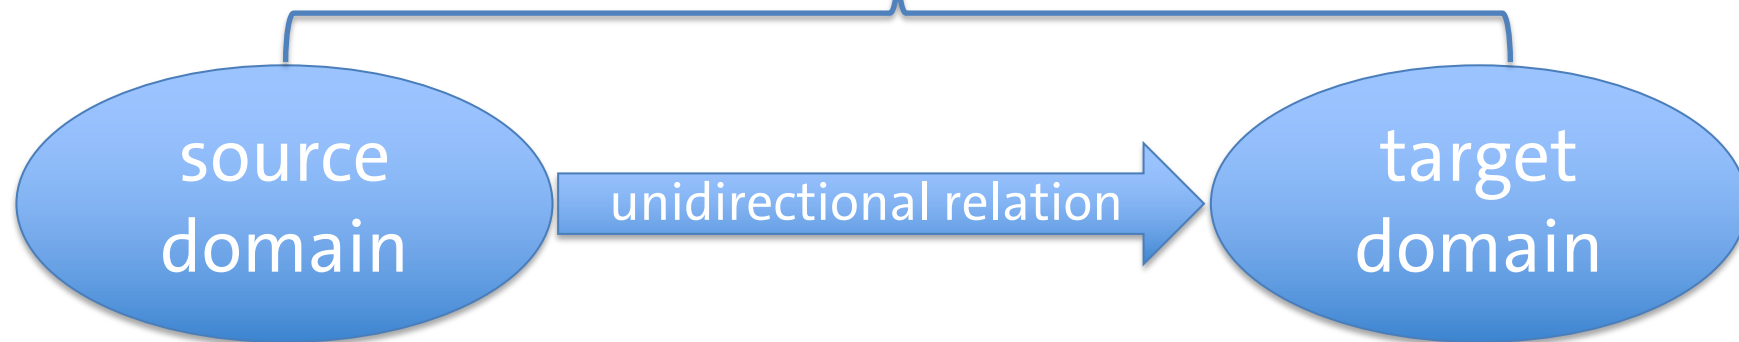 source
domain
unidirectional relation
target
domain